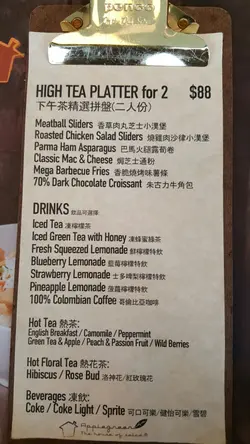 HIGH TEA PLATTER for 2 $88
下午茶精選拼盤(二人份)
Meatball Sliders 香草肉丸芝士小漢堡
Roasted Chicken Salad Sliders 燒雞肉沙律小漢堡
Parma Ham Asparagus 巴馬火腿露筍卷
Classic Mac & Cheese 焗芝士通粉
Mega Barbecue Fries 香脆燒烤味薯條
70% Dark Chocolate Croissant 朱古力牛角包
DRINKS 飲品可選擇
Iced Tea 凍檸檬茶
Iced Green Tea with Honey 凍蜂蜜綠茶
Fresh Squeezed Lemonade 鮮檸檬特飲
Blueberry Lemonade 藍莓檸檬特飲
Strawberry Lemonade 士多啤梨檸檬特飲
Pineapple Lemonade 菠蘿檸檬特飲
100% Colombian Coffee 哥倫比亞咖啡
Hot Tea 熱茶:
English Breakfast / Camomile / Peppermint
Green Tea & Apple / Peach & Passion Fruit / Wild Berries
Hot Floral Tea 熱花茶:
Hibiscus / Rose Bud 洛神花/紅玫瑰花
Beverages 凍飲:
Coke / Coke Light / Sprite 可口可樂/健怡可樂/雪碧
Applegreen
The house of salad